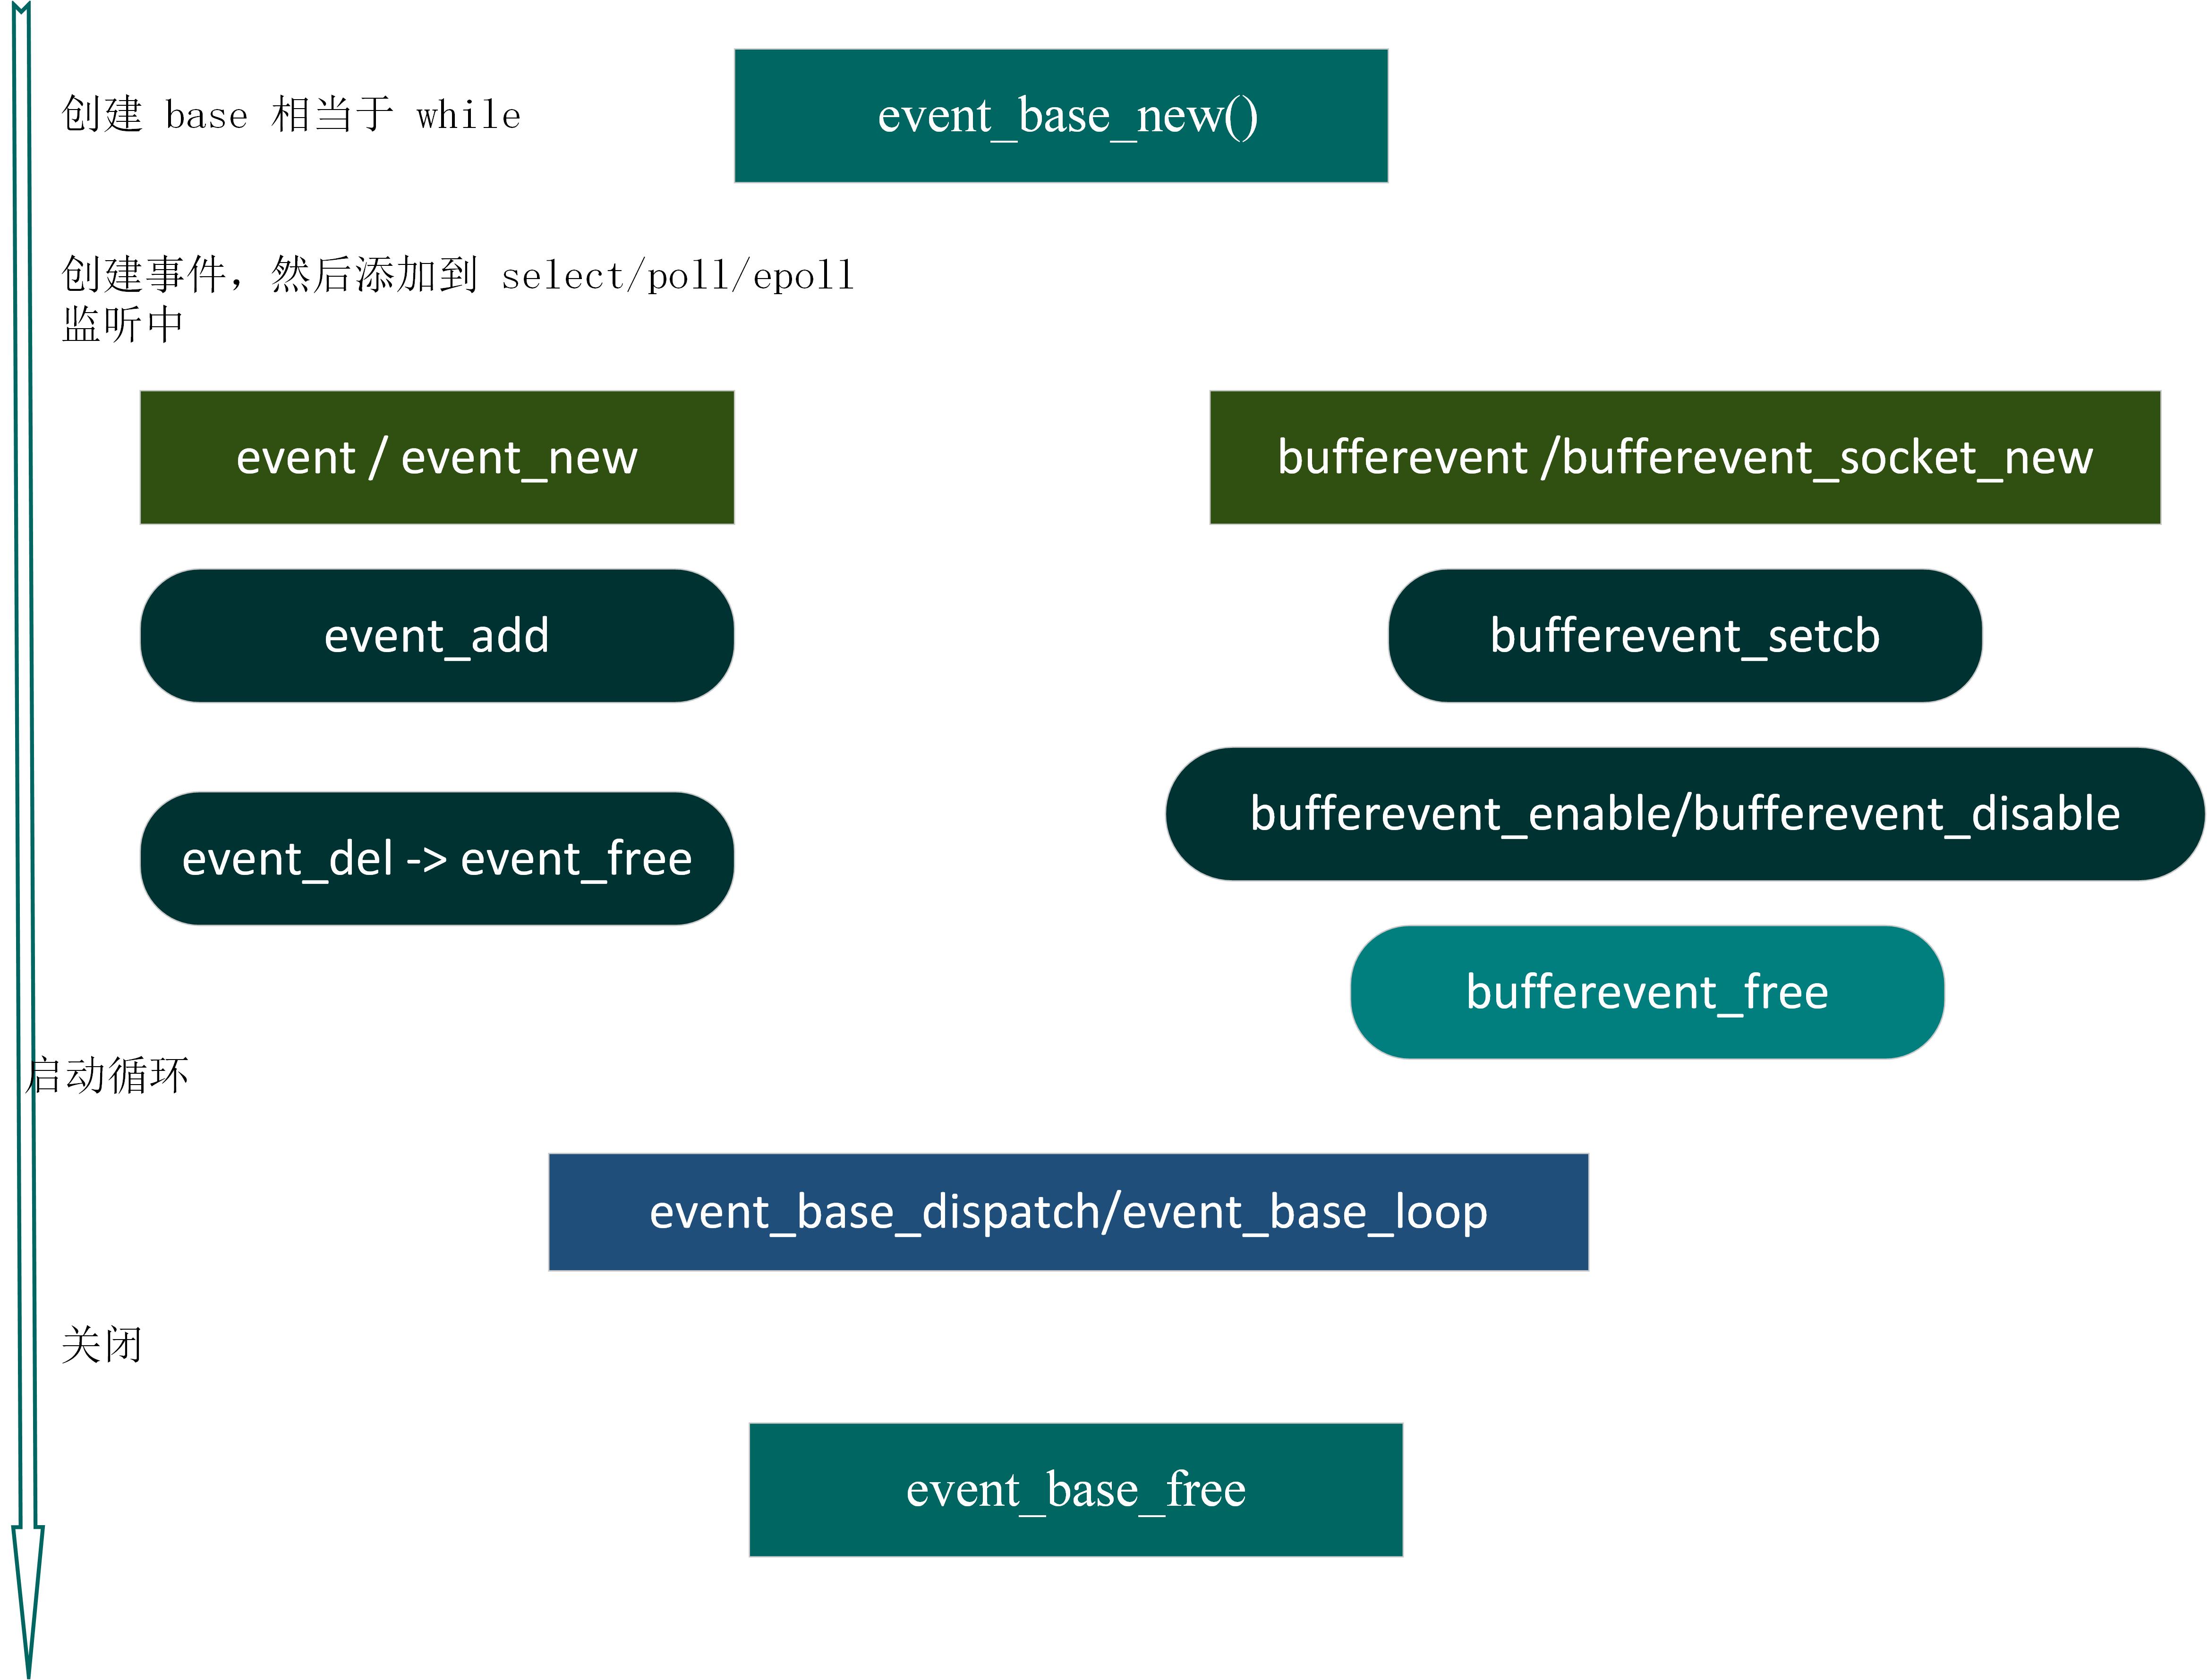 创建 base 相当于 while
event_base_new()
创建事件，然后添加到 select/poll/epoll
监听中
event / event_new
bufferevent /bufferevent_socket_new
event_add
bufferevent_setcb
bufferevent_enable/bufferevent_disable
event_del -> event_free
bufferevent_free
启动循环
event_base_dispatch/event_base_loop
关闭
event_base_free